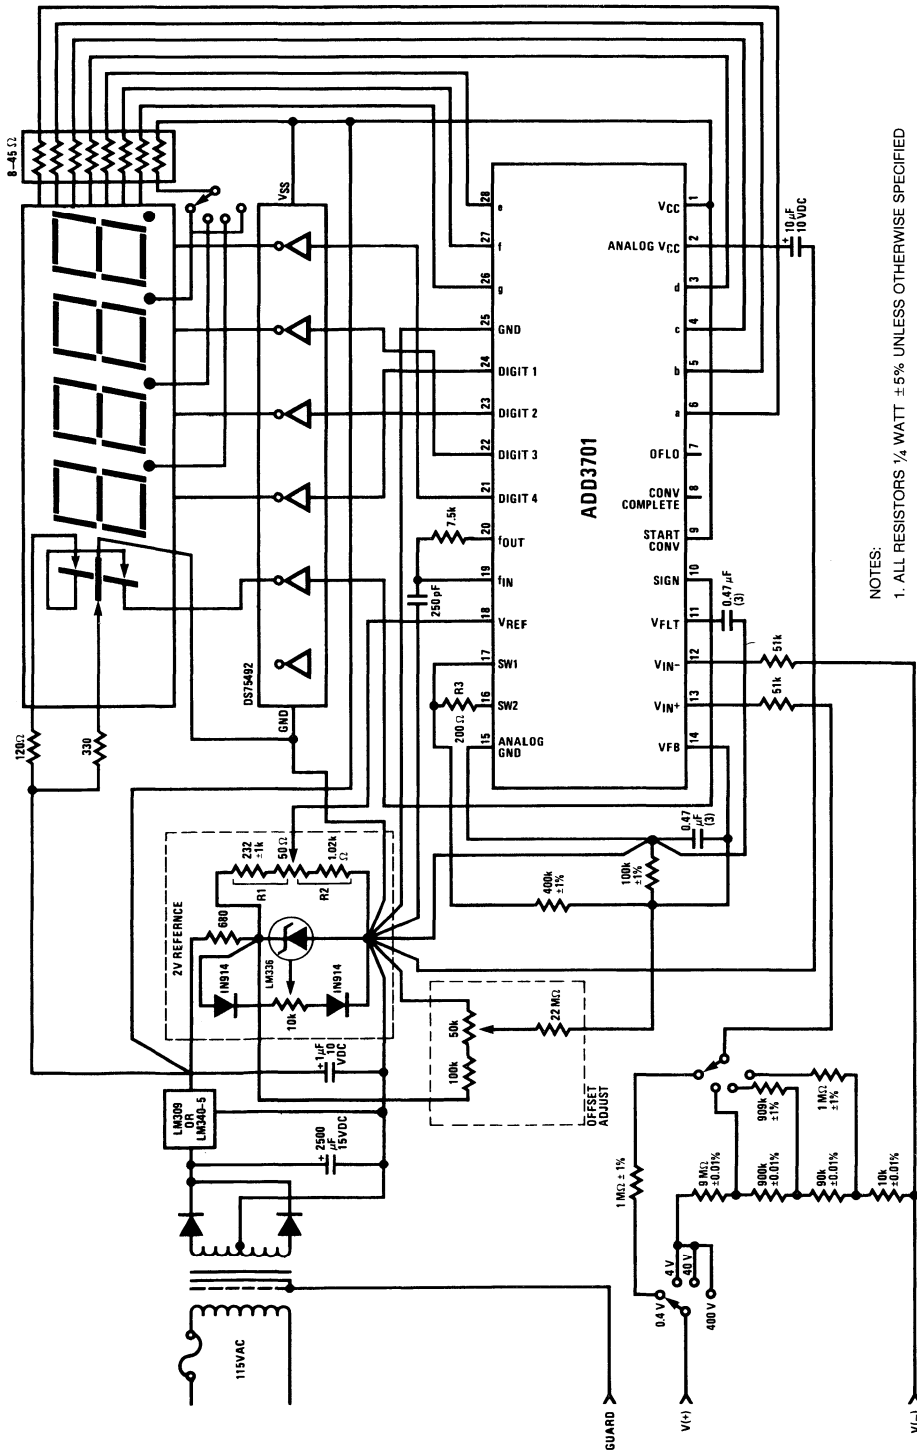 8–45 Ω
120Ω
330
DS75492
VSS
GND
115VAC
LM309
OR
LM340-5
+ 2500
μF
15VDC
+ 1μF
10
VDC
2V REFERNCE
680
IN914
LM336
10k
IN914
232
±1k
50Ω
1.02k
Ω
R1
R2
100k
50k
22 MΩ
OFFSET
ADJUST
250 pF
7.5k
R3
200Ω
400k
±1%
100k
±1%
0.47
μF
(3)
ADD3701
28
e
27
f
26
g
25
GND
24
DIGIT 1
23
DIGIT 2
22
DIGIT 3
21
DIGIT 4
20
fOUT
19
fIN
18
VREF
17
SW1
16
SW2
15
ANALOG
GND
VCC
1
ANALOG VCC
2
d
3
c
4
b
5
a
6
OFLO
7
CONV
COMPLETE
8
START
CONV
9
SIGN
10
VFLT
11
VIN-
12
VIN+
13
VFB
14
+ 10 μF
10 VDC
0.47 μF
(3)
51k
51k
GUARD
V(+)
V(−)
0.4 V
4 V
40 V
400 V
1 MΩ ± 1%
9 MΩ
±0.01%
900k
±0.01%
90k
±0.01%
10k
±0.01%
909k
±1%
1 MΩ
±1%
NOTES:
1. ALL RESISTORS 1/4 WATT ±5% UNLESS OTHERWISE SPECIFIED